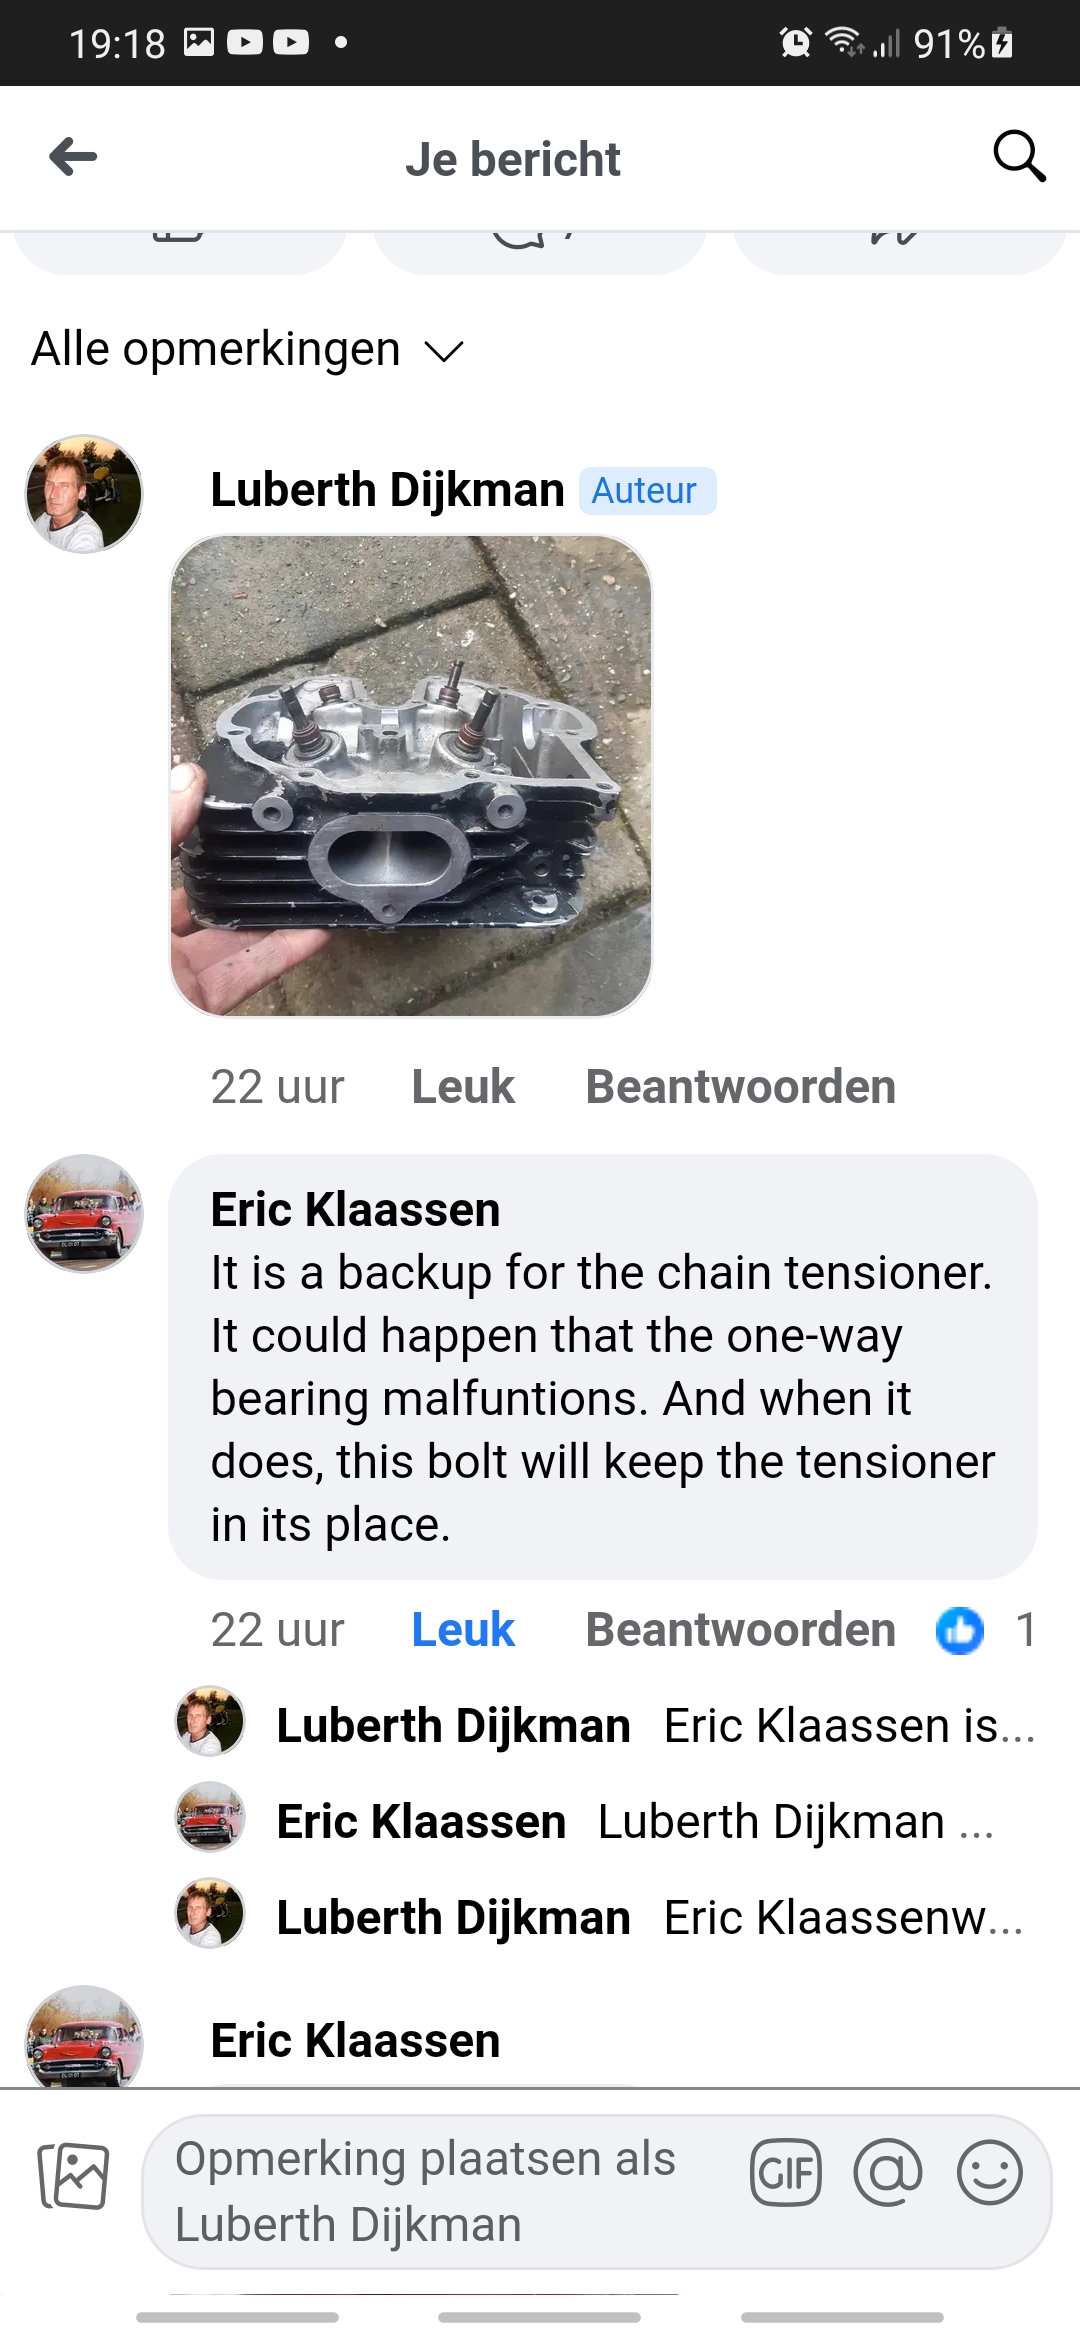 19:18
91%
Je bericht
Alle opmerkingen
Luberth Dijkman Auteur
22 uur Leuk Beantwoorden
Eric Klaassen
It is a backup for the chain tensioner.
It could happen that the one-way
bearing malfuntions. And when it
does, this bolt will keep the tensioner
in its place.
22 uur Leuk Beantwoorden 1
Luberth Dijkman Eric Klaassen is...
Eric Klaassen Luberth Dijkman ...
Luberth Dijkman Eric Klaassenw...
Eric Klaassen
Opmerking plaatsen als
Luberth Dijkman
GIF @